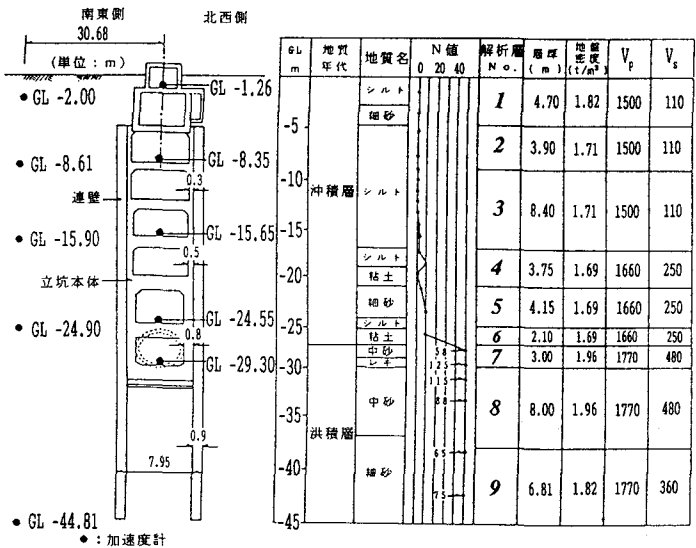 南東側
北西側
30.68
(単位:m)
GL -2.00
GL -1.26
GL -8.61
GL -8.35
0.3
連壁
GL -15.90
GL -15.65
0.5
立坑本体
GL -24.90
GL -24.55
0.8
GL -29.30
0.9
7.95
GL -44.81
●:加速度計
GL m 地質年代 地質名 N値 解析層No. 層厚(m) 地盤密度(t/m³) Vp Vs
0 20 40
-5
-10
-15
-20
-25
-30
-35
-40
-45
沖積層
洪積層
シルト
細砂
シルト
シルト
粘土
細砂
シルト
粘土
中砂
レキ
中砂
細砂
58
125
115
88
65
75
1 4.70 1.82 1500 110
2 3.90 1.71 1500 110
3 8.40 1.71 1500 110
4 3.75 1.69 1660 250
5 4.15 1.69 1660 250
6 2.10 1.69 1660 250
7 3.00 1.96 1770 480
8 8.00 1.96 1770 480
9 6.81 1.82 1770 360